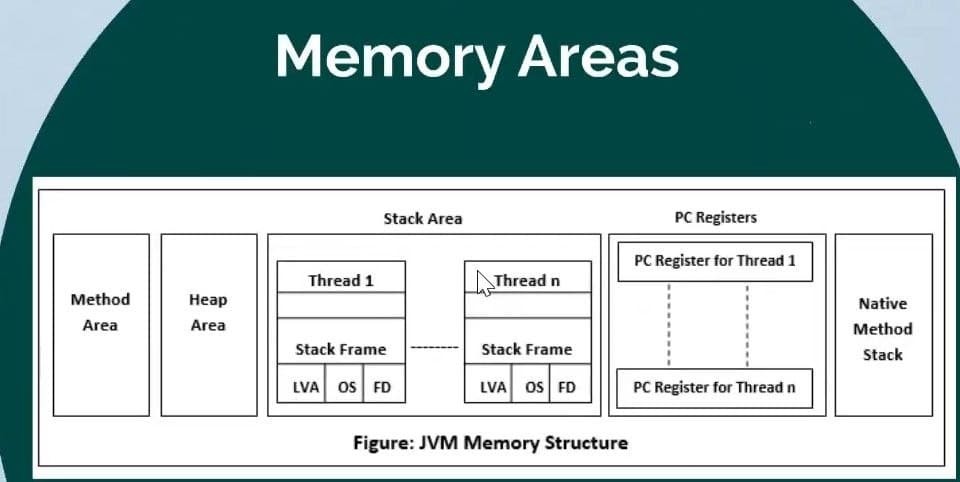 Memory Areas
Stack Area
PC Registers
Method
Area
Heap
Area
Thread 1
Stack Frame
LVA OS FD
Thread n
Stack Frame
LVA OS FD
PC Register for Thread 1
PC Register for Thread n
Native
Method
Stack
Figure: JVM Memory Structure